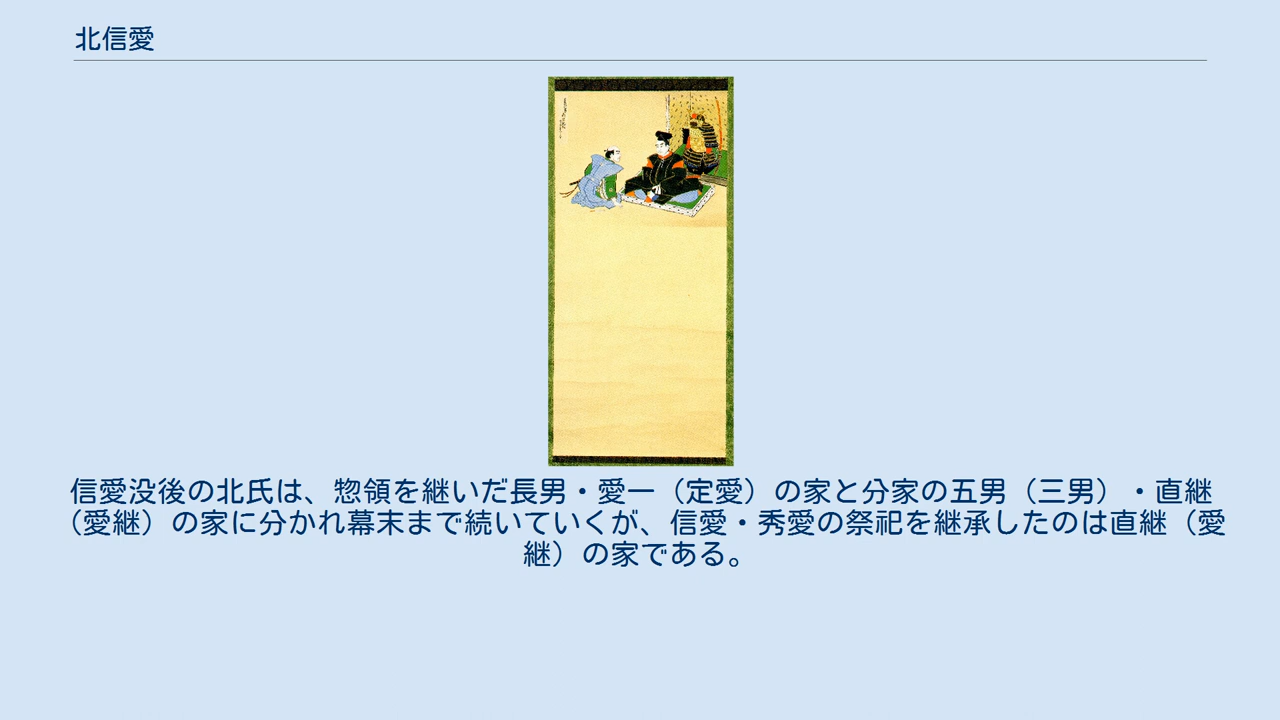 北信愛
信愛没後の北氏は、惣領を継いだ長男・愛一（定愛）の家と分家の五男（三男）・直継
（愛継）の家に分かれ幕末まで続いていくが、信愛・秀愛の祭祀を継承したのは直継（愛
継）の家である。